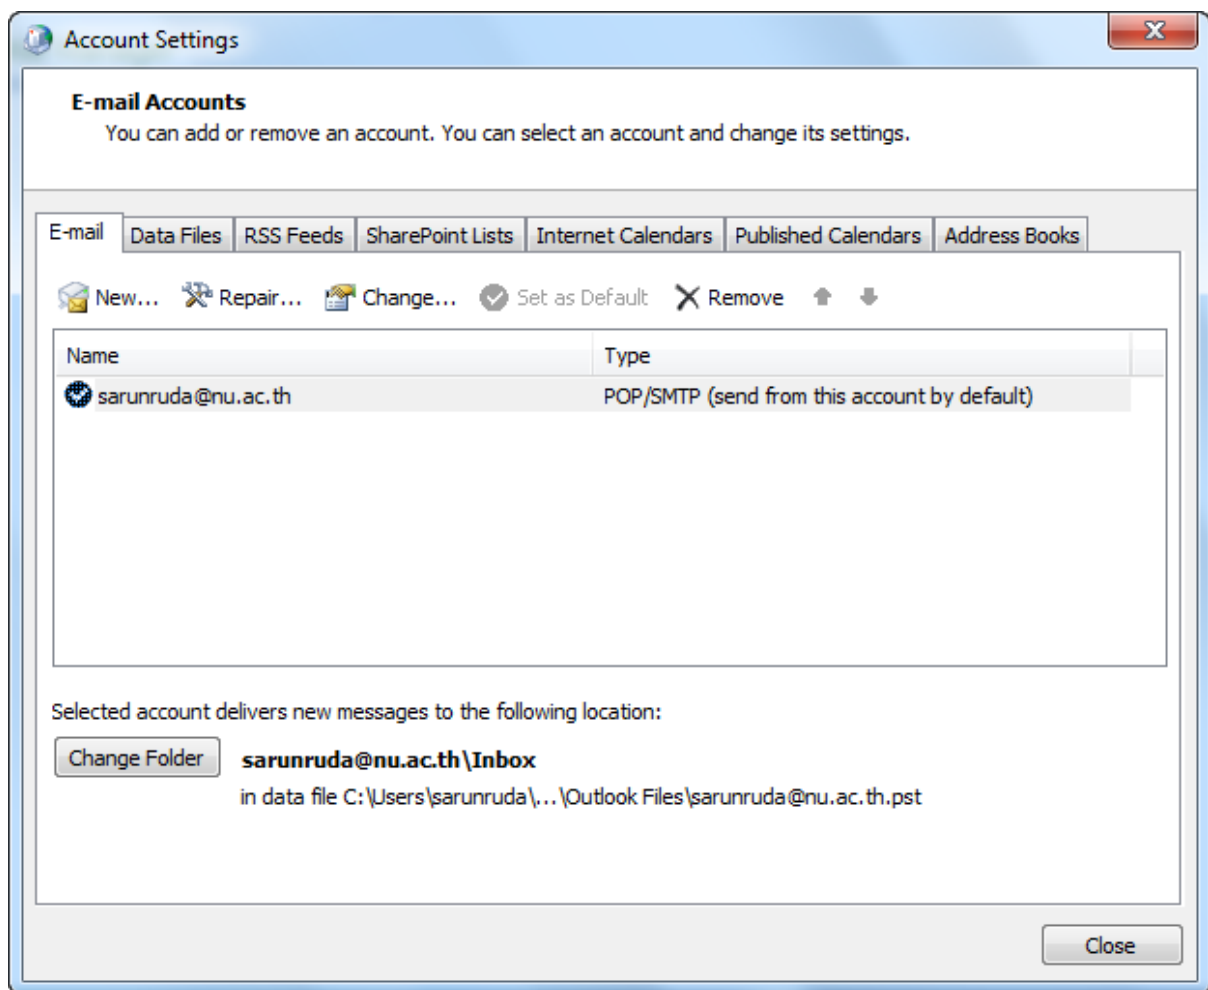 Account Settings
E-mail Accounts
You can add or remove an account. You can select an account and change its settings.
E-mail Data Files RSS Feeds SharePoint Lists Internet Calendars Published Calendars Address Books
New... Repair... Change... Set as Default Remove
Name Type
sarunruda@nu.ac.th POP/SMTP (send from this account by default)
Selected account delivers new messages to the following location:
Change Folder sarunruda@nu.ac.th\Inbox
in data file C:\Users\sarunruda\...\Outlook Files\sarunruda@nu.ac.th.pst
Close